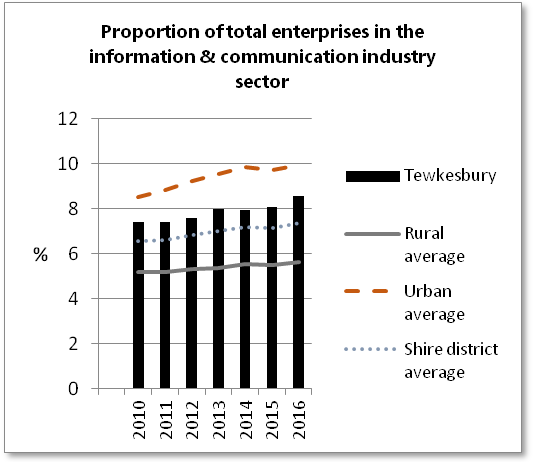 Proportion of total enterprises in the
information & communication industry
sector
12
10
8
6
4
2
0
%
2010
2011
2012
2013
2014
2015
2016
Tewkesbury
Rural
average
Urban
average
Shire district
average